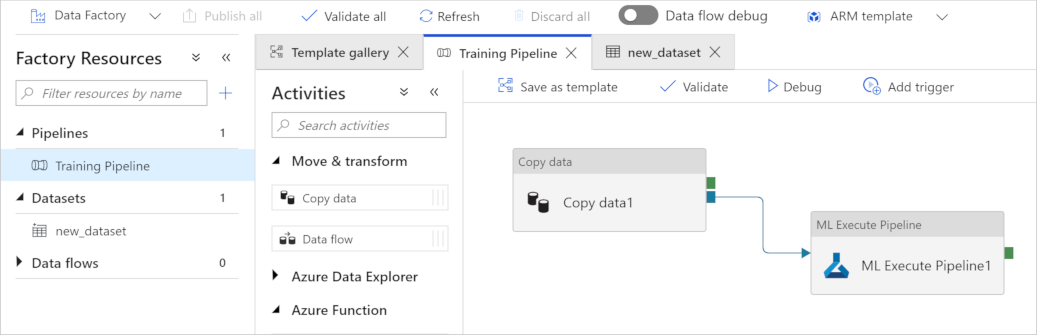 Data Factory
Publish all
Validate all
Refresh
Discard all
Data flow debug
ARM template
Factory Resources
Filter resources by name
Pipelines 1
Training Pipeline
Datasets 1
new_dataset
Data flows 0
Template gallery
Training Pipeline
new_dataset
Activities
Search activities
Move & transform
Copy data
Data flow
Azure Data Explorer
Azure Function
Save as template
Validate
Debug
Add trigger
Copy data
Copy data1
ML Execute Pipeline
ML Execute Pipeline1